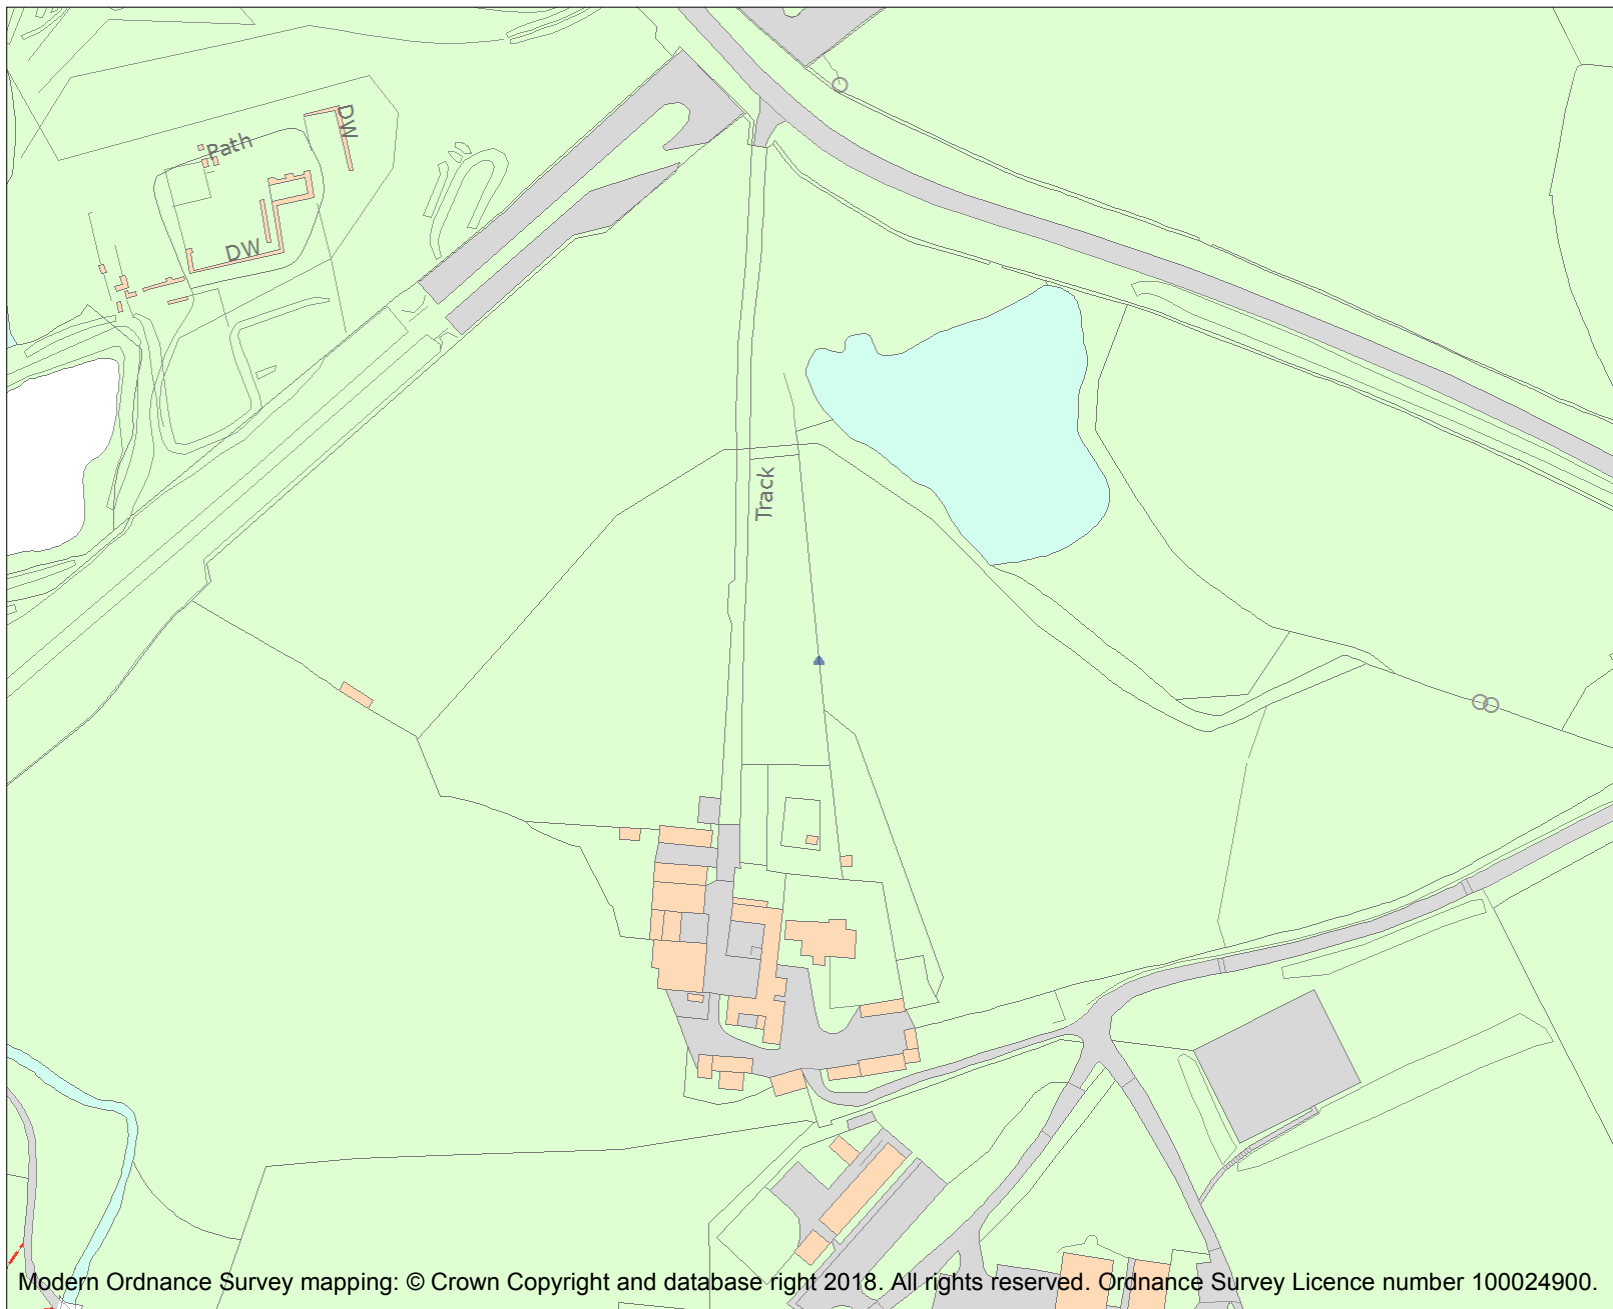 DW
Path
DW
Track
Modern Ordnance Survey mapping: © Crown Copyright and database right 2018. All rights reserved. Ordnance Survey Licence number 100024900.